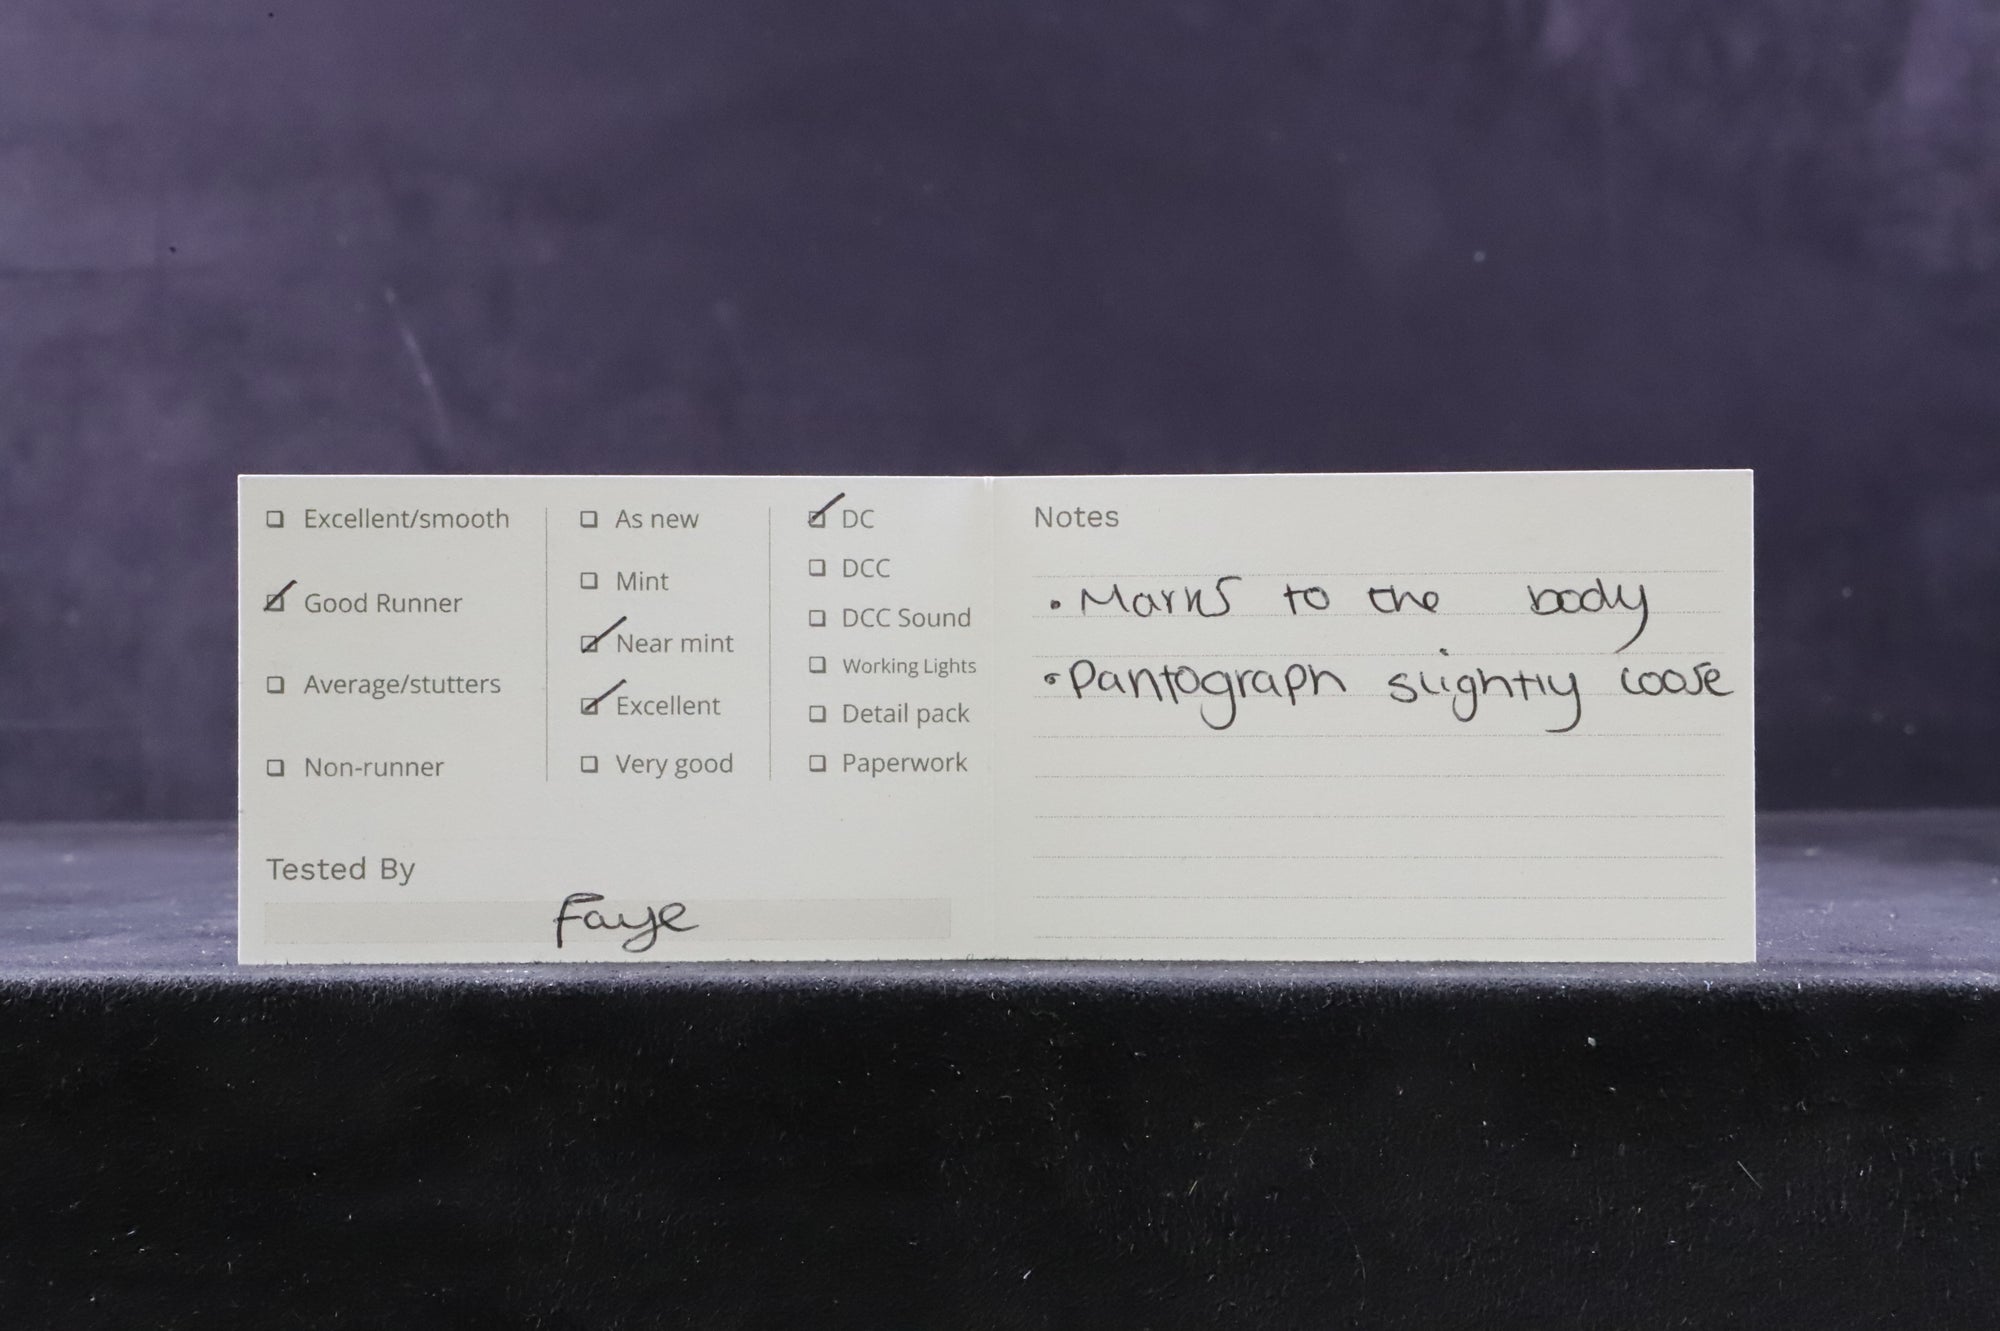 ☐ Excellent/smooth
☑ Good Runner
☐ Average/stutters
☐ Non-runner
☐ As new
☐ Mint
☑ Near mint
☑ Excellent
☐ Very good
☑ DC
☐ DCC
☐ DCC Sound
☐ Working Lights
☐ Detail pack
☐ Paperwork
Tested By
Faye
Notes
• Marks to the body
• Pantograph slightly loose